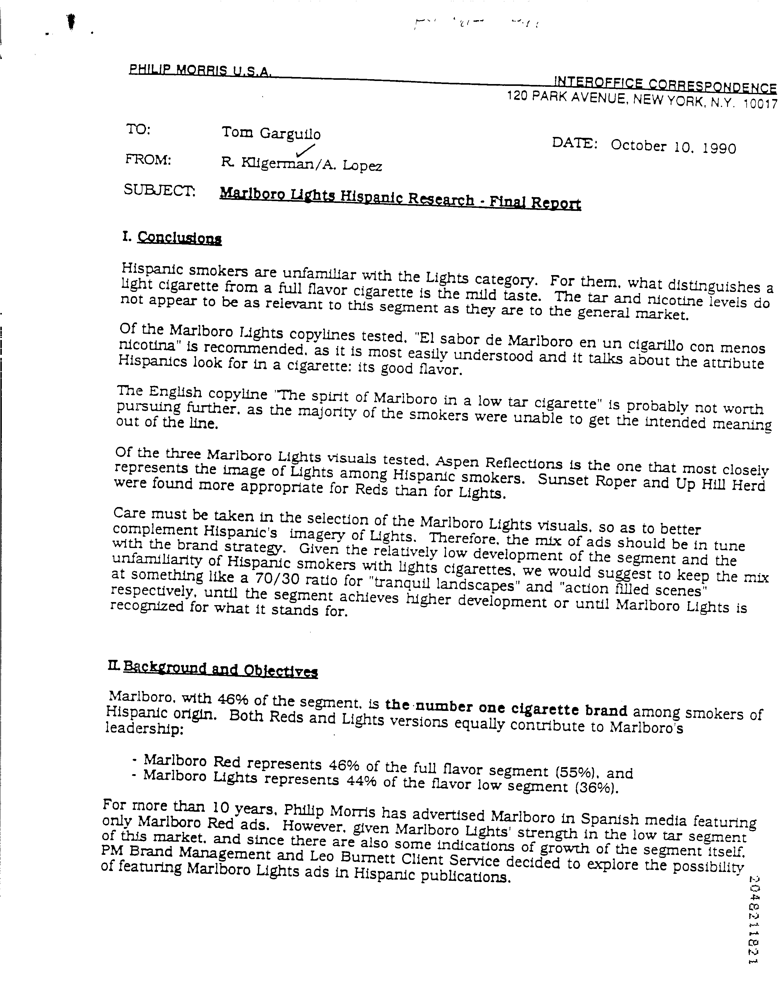 PHILIP MORRIS U.S.A.
INTEROFFICE CORRESPONDENCE
120 PARK AVENUE, NEW YORK, N.Y. 10017
TO: Tom Garguilo
DATE: October 10, 1990
FROM: R. Kligerman/A. Lopez
SUBJECT: Marlboro Lights Hispanic Research - Final Report
I. Conclusions
Hispanic smokers are unfamiliar with the Lights category. For them, what distinguishes a
light cigarette from a full flavor cigarette is the mild taste. The tar and nicotine levels do
not appear to be as relevant to this segment as they are to the general market.
Of the Marlboro Lights copylines tested, "El sabor de Marlboro en un cigarillo con menos
nicotina" is recommended, as it is most easily understood and it talks about the attribute
Hispanics look for in a cigarette: its good flavor.
The English copyline "The spirit of Marlboro in a low tar cigarette" is probably not worth
pursuing further, as the majority of the smokers were unable to get the intended meaning
out of the line.
Of the three Marlboro Lights visuals tested, Aspen Reflections is the one that most closely
represents the image of Lights among Hispanic smokers. Sunset Roper and Up Hill Herd
were found more appropriate for Reds than for Lights.
Care must be taken in the selection of the Marlboro Lights visuals, so as to better
complement Hispanic's imagery of Lights. Therefore, the mix of ads should be in tune
with the brand strategy. Given the relatively low development of the segment and the
unfamiliarity of Hispanic smokers with lights cigarettes, we would suggest to keep the mix
at something like a 70/30 ratio for "tranquil landscapes" and "action filled scenes"
respectively, until the segment achieves higher development or until Marlboro Lights is
recognized for what it stands for.
II. Background and Objectives
Marlboro, with 46% of the segment, is the number one cigarette brand among smokers of
Hispanic origin. Both Reds and Lights versions equally contribute to Marlboro's
leadership:
- Marlboro Red represents 46% of the full flavor segment (55%), and
- Marlboro Lights represents 44% of the flavor low segment (36%).
For more than 10 years, Philip Morris has advertised Marlboro in Spanish media featuring
only Marlboro Red ads. However, given Marlboro Lights' strength in the low tar segment
of this market, and since there are also some indications of growth of the segment itself,
PM Brand Management and Leo Burnett Client Service decided to explore the possibility
of featuring Marlboro Lights ads in Hispanic publications.
2048211821